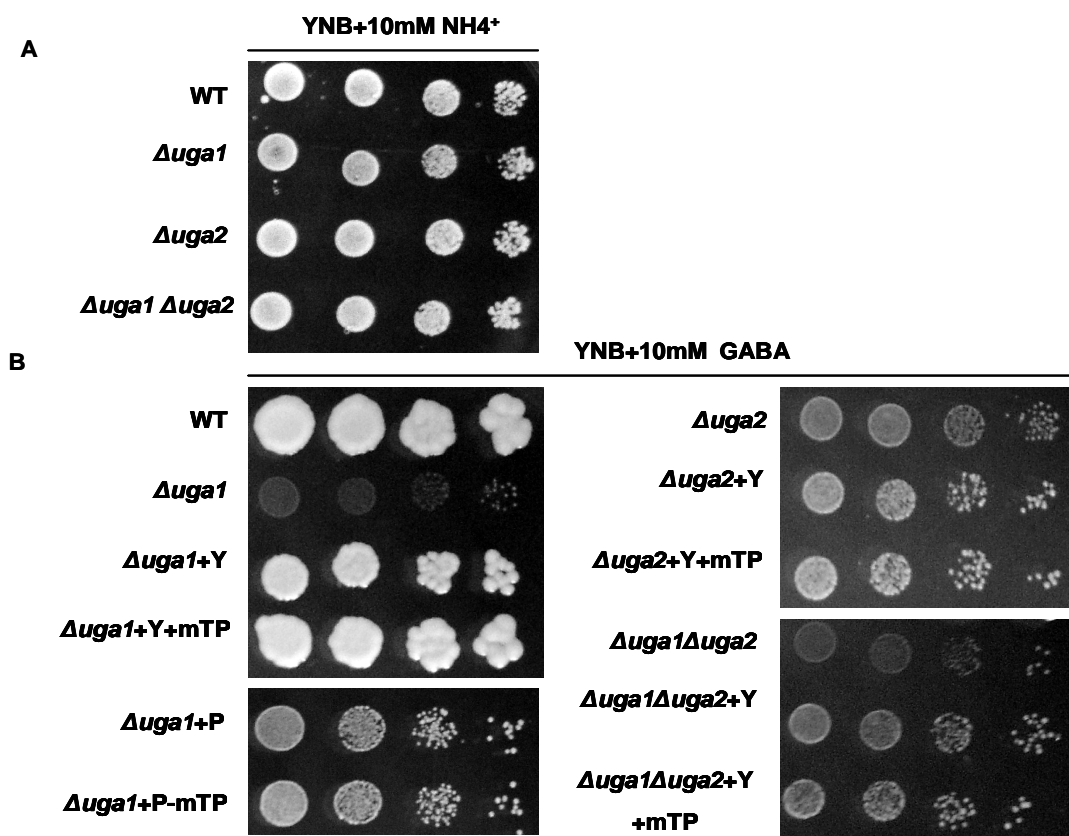 A
YNB+10mM NH4⁺
WT
Δuga1
Δuga2
Δuga1 Δuga2
B
YNB+10mM GABA
WT
Δuga1
Δuga1+Y
Δuga1+Y+mTP
Δuga1+P
Δuga1+P-mTP
Δuga2
Δuga2+Y
Δuga2+Y+mTP
Δuga1Δuga2
Δuga1Δuga2+Y
Δuga1Δuga2+Y
+mTP